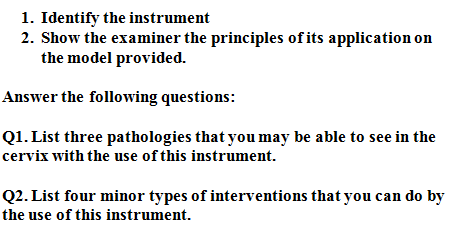 1. Identify the instrument
2. Show the examiner the principles of its application on
the model provided.
Answer the following questions:
Q1. List three pathologies that you may be able to see in the
cervix with the use of this instrument.
Q2. List four minor types of interventions that you can do by
the use of this instrument.